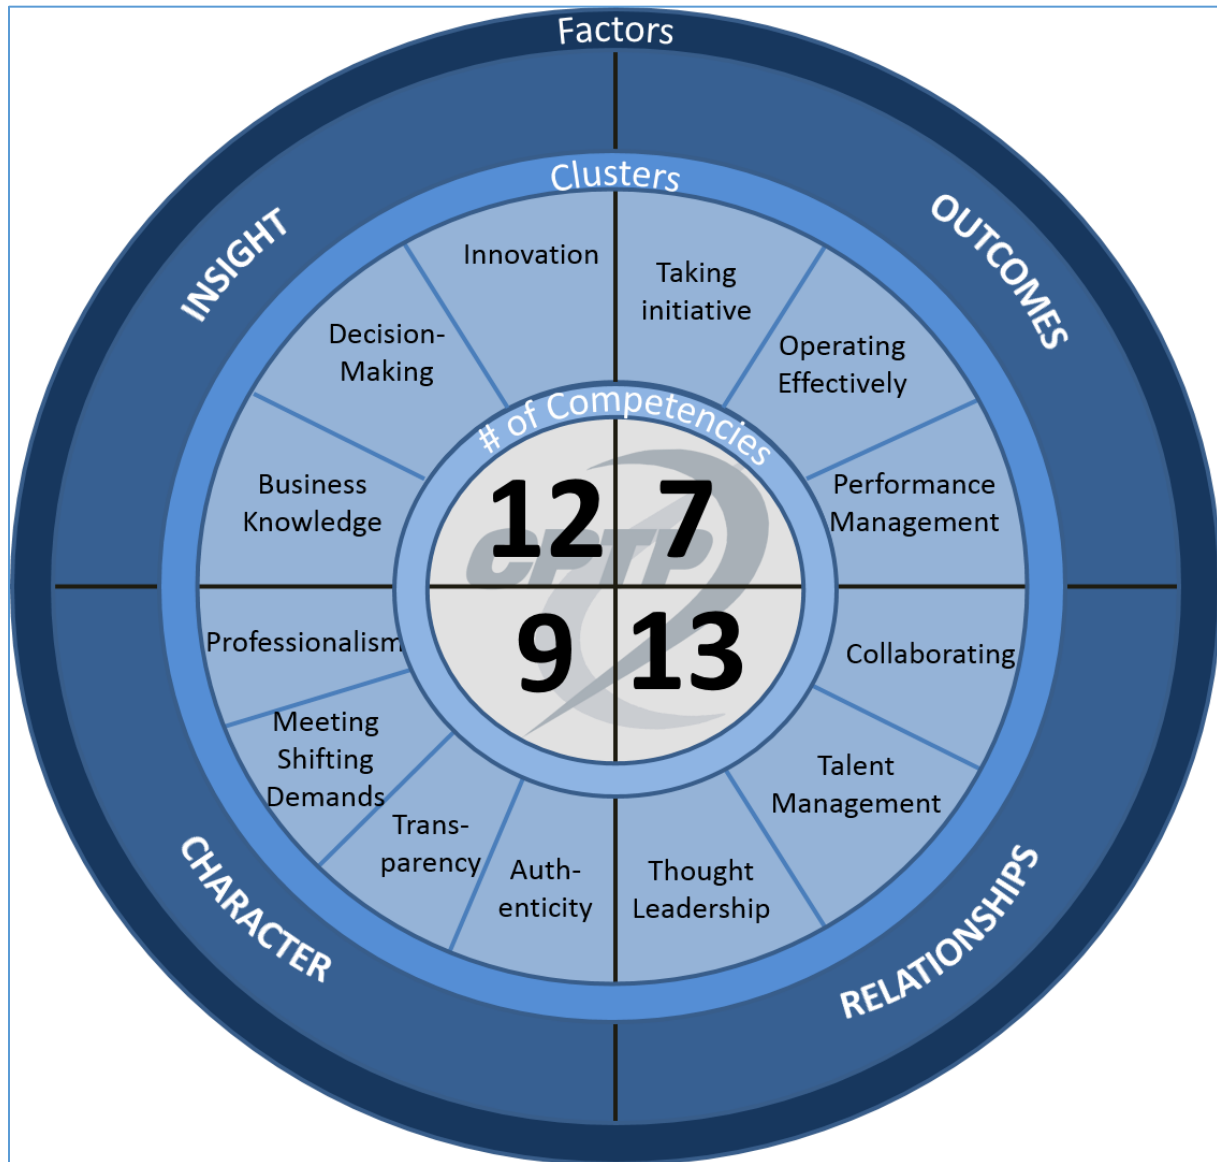 Factors
INSIGHT
OUTCOMES
Clusters
Innovation
Taking
initiative
Decision-
Making
Operating
Effectively
Business
Knowledge
Performance
Management
# of Competencies
12
7
CPTP
9
13
Professionalism
Collaborating
Meeting
Shifting
Demands
Talent
Management
Trans-
parency
Auth-
enticity
Thought
Leadership
CHARACTER
RELATIONSHIPS